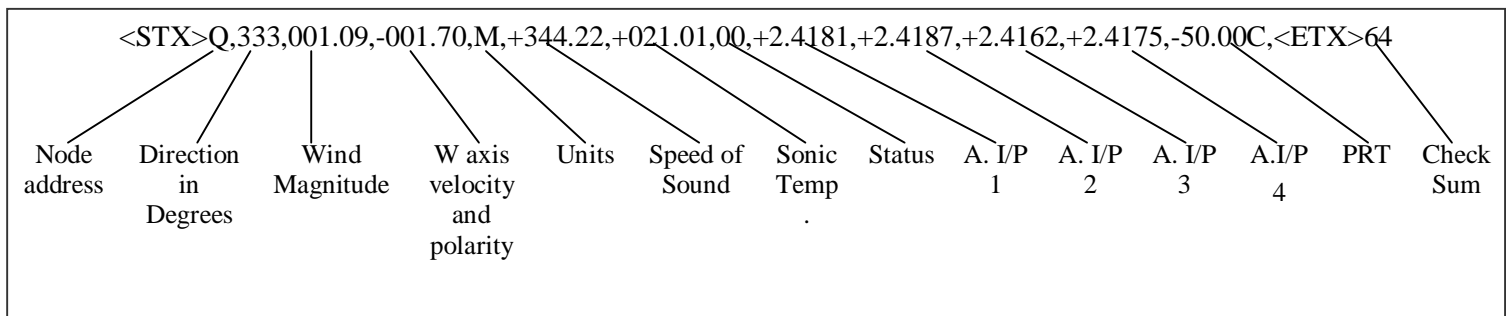 <STX>Q,333,001.09,-001.70,M,+344.22,+021.01,00,+2.4181,+2.4187,+2.4162,+2.4175,-50.00C,<ETX>64
Node address
Direction in Degrees
Wind Magnitude
W axis velocity and polarity
Units
Speed of Sound
Sonic Temp .
Status
A. I/P 1
A. I/P 2
A. I/P 3
A.I/P 4
PRT
Check Sum